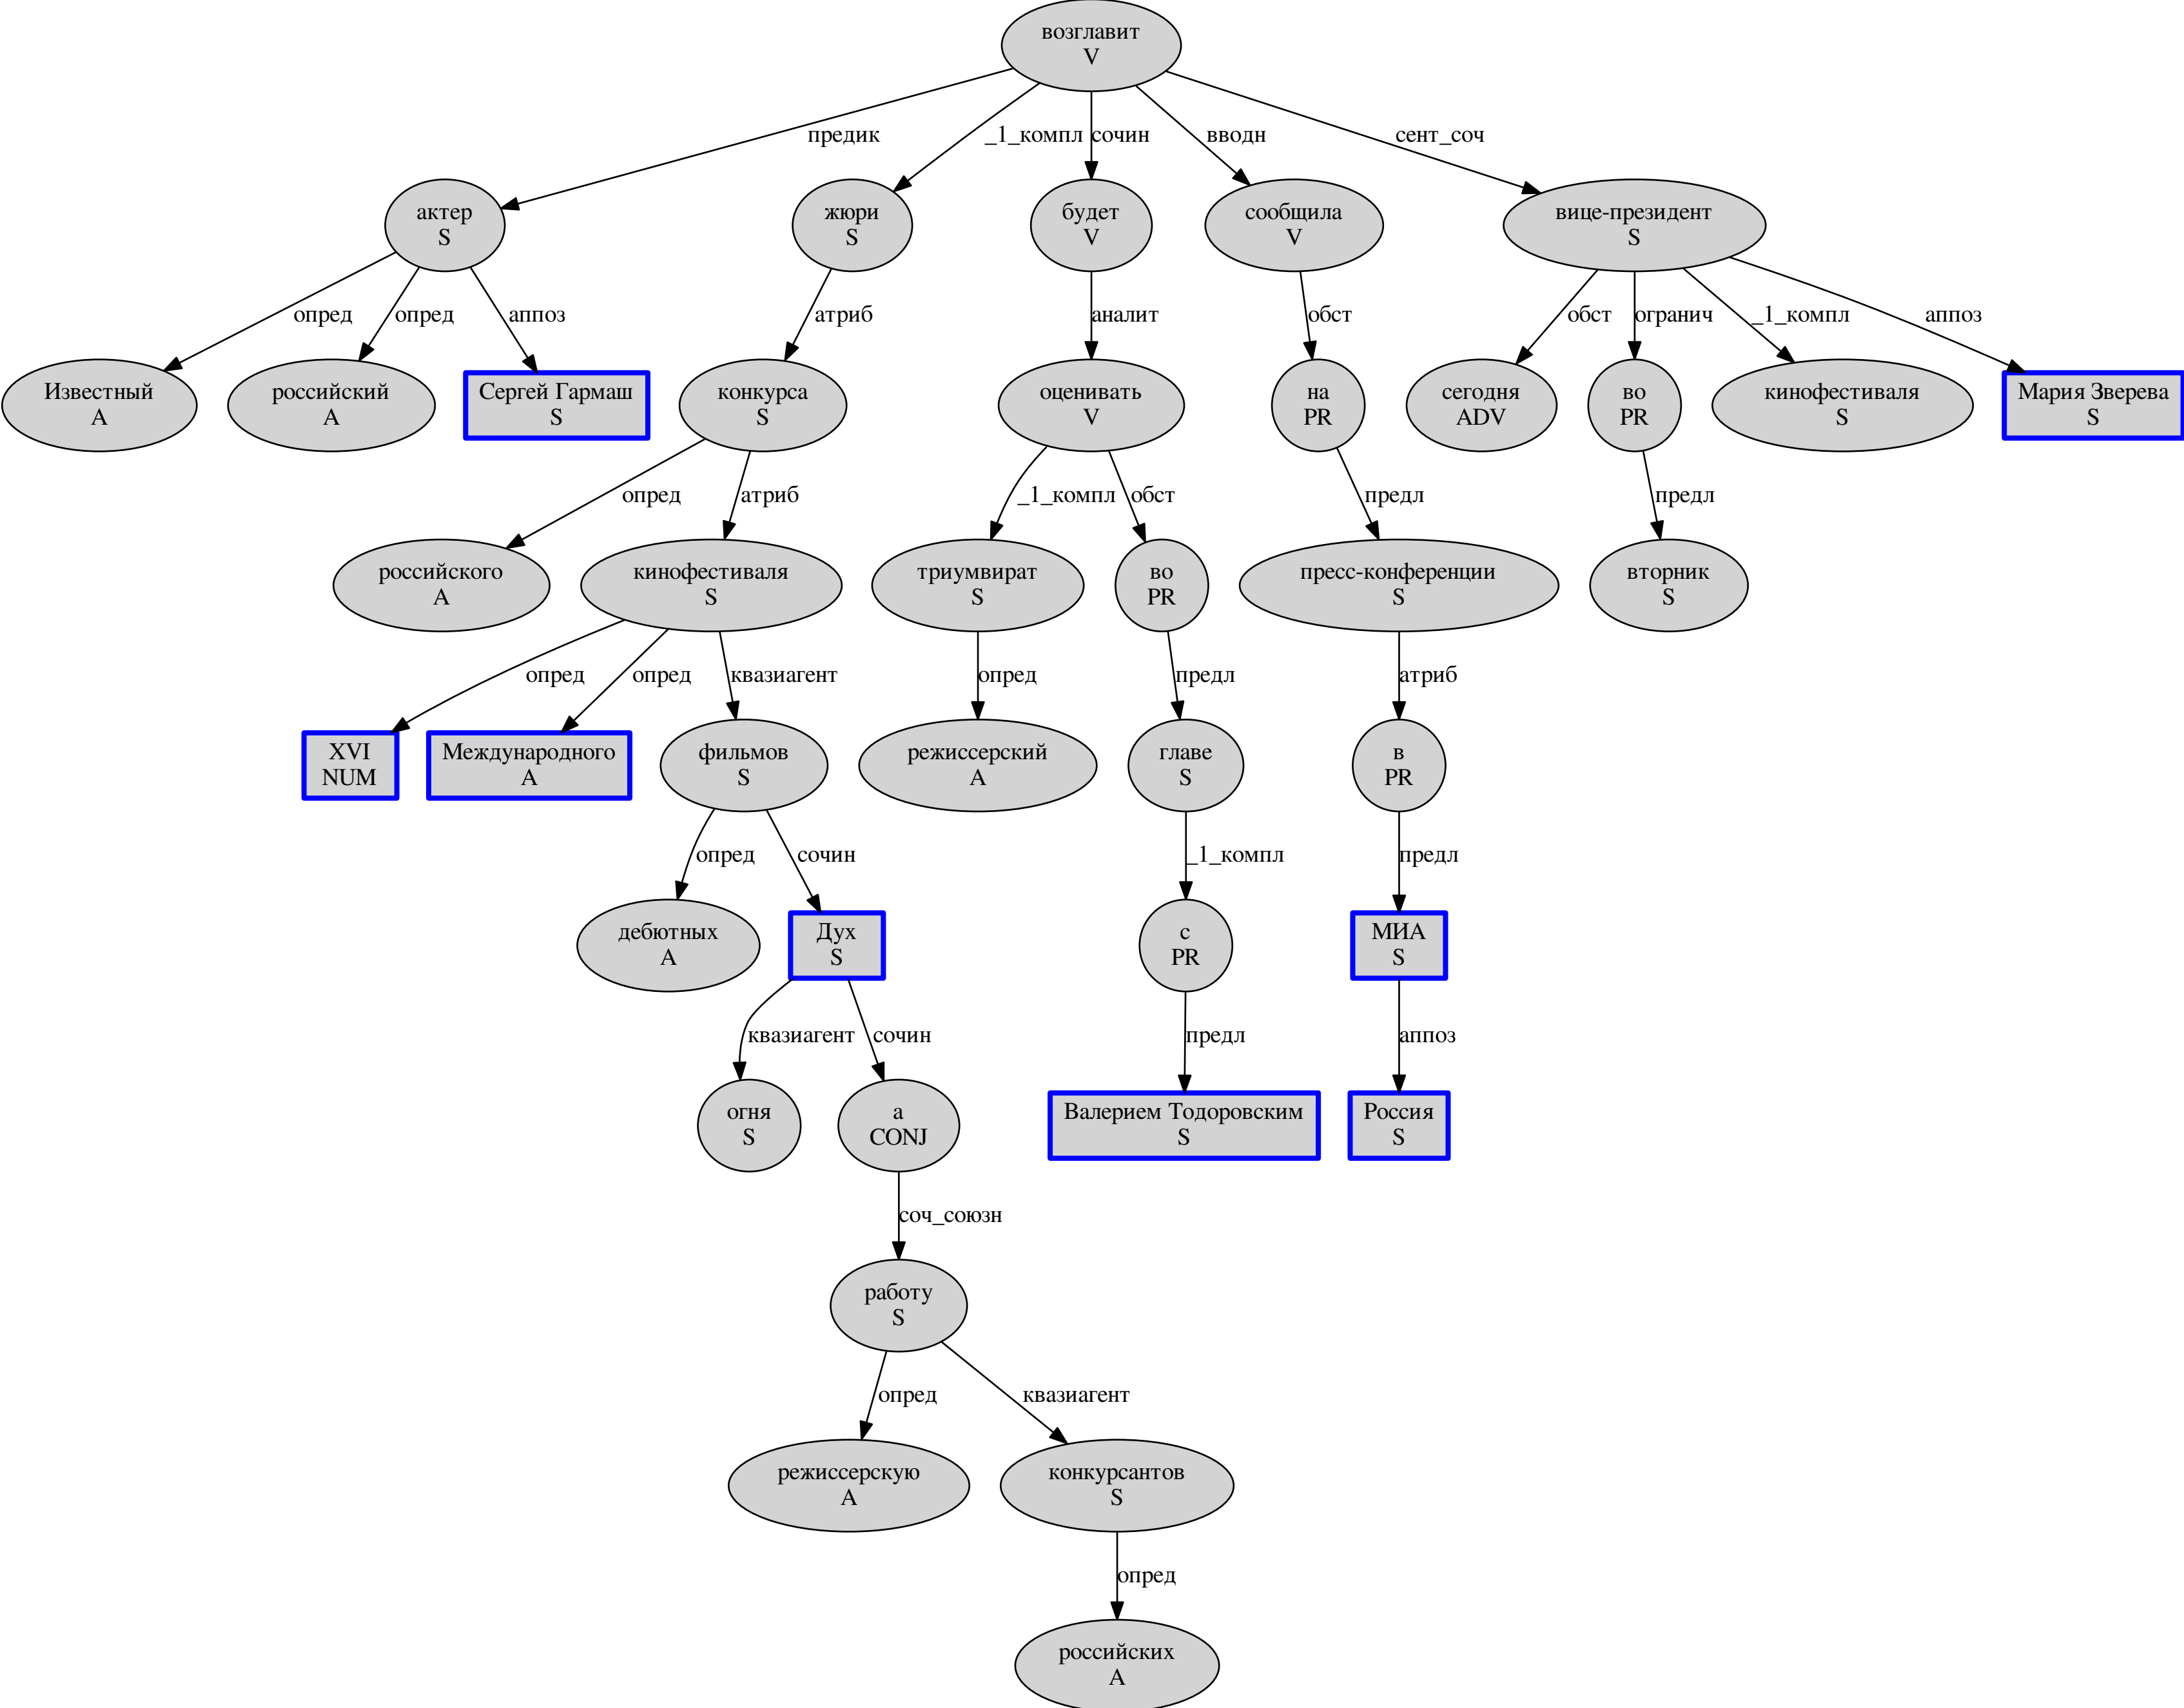 возглавит
V
предик
_1_компл
сочин
вводн
сент_соч
актер
S
жюри
S
будет
V
сообщила
V
вице-президент
S
опред
опред
аппоз
атриб
аналит
обст
обст
огранич
_1_компл
аппоз
Известный
A
российский
A
Сергей Гармаш
S
конкурса
S
оценивать
V
на
PR
сегодня
ADV
во
PR
кинофестиваля
S
Мария Зверева
S
опред
атриб
_1_компл
обст
предл
предл
российского
A
кинофестиваля
S
триумвират
S
во
PR
пресс-конференции
S
вторник
S
опред
опред
квазиагент
опред
предл
атриб
XVI
NUM
Международного
A
фильмов
S
режиссерский
A
главе
S
в
PR
опред
сочин
_1_компл
предл
дебютных
A
Дух
S
с
PR
МИА
S
квазиагент
сочин
предл
аппоз
огня
S
а
CONJ
Валерием Тодоровским
S
Россия
S
соч_союзн
работу
S
опред
квазиагент
режиссерскую
A
конкурсантов
S
опред
российских
A